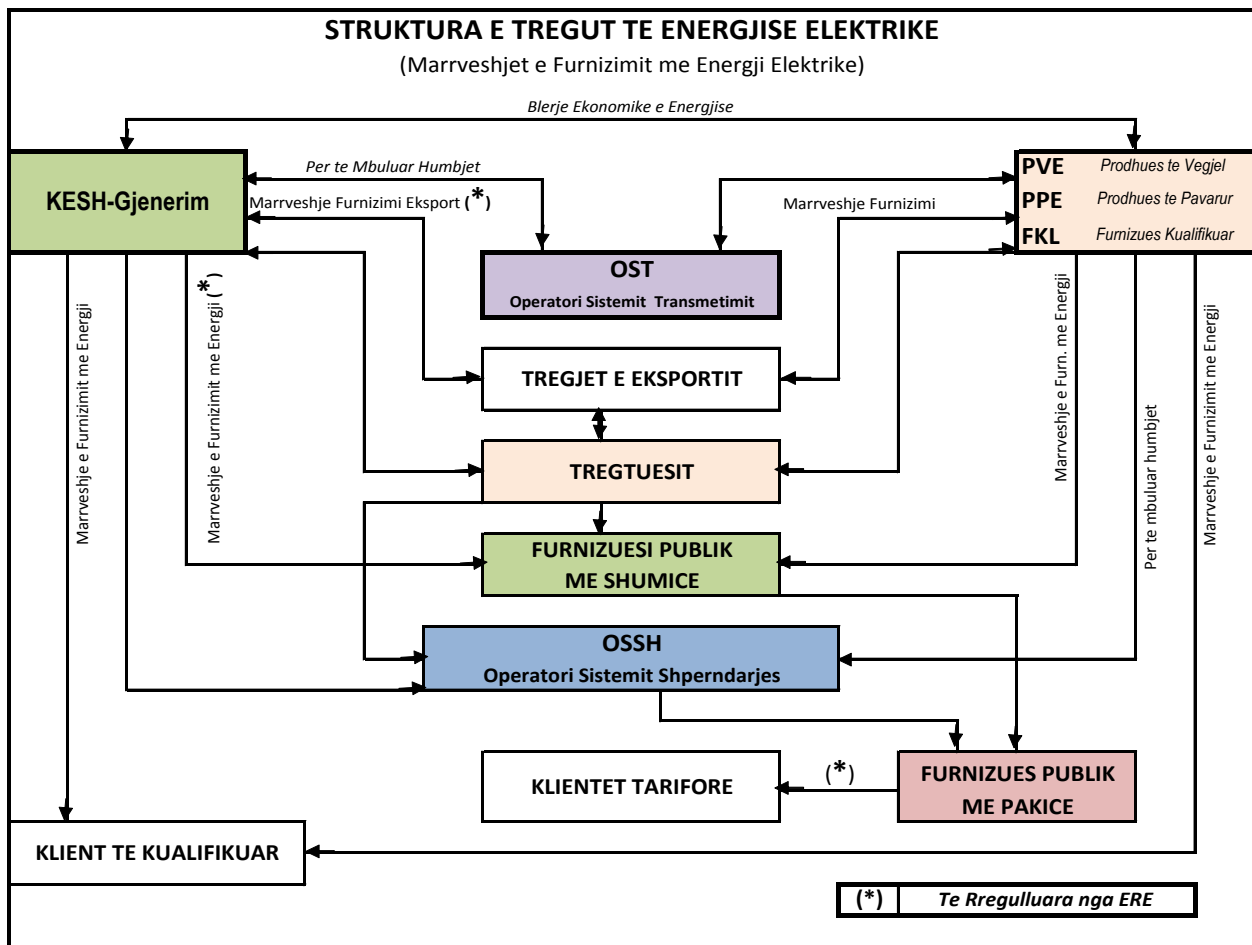 STRUKTURA E TREGUT TE ENERGJISE ELEKTRIKE
(Marrveshjet e Furnizimit me Energji Elektrike)
Blerje Ekonomike e Energjise
KESH-Gjenerim
Per te Mbuluar Humbjet
Marrveshje Furnizimi Eksport (*)
Marrveshje Furnizimi
PVE Prodhues te Vegjel
PPE Prodhues te Pavarur
FKL Furnizues Kualifikuar
OST
Operatori Sistemit Transmetimit
Marrveshje e Furnizimit me Energji
Marrveshje e Furnizimit me Energji (*)
Marrveshje e Furn. me Energji
Per te mbuluar humbjet
Marrveshje e Furnizimit me Energji
TREGJET E EKSPORTIT
TREGTUESIT
FURNIZUESI PUBLIK
ME SHUMICE
OSSH
Operatori Sistemit Shperndarjes
KLIENTET TARIFORE
(*)
FURNIZUES PUBLIK
ME PAKICE
KLIENT TE KUALIFIKUAR
(*) Te Rregulluara nga ERE